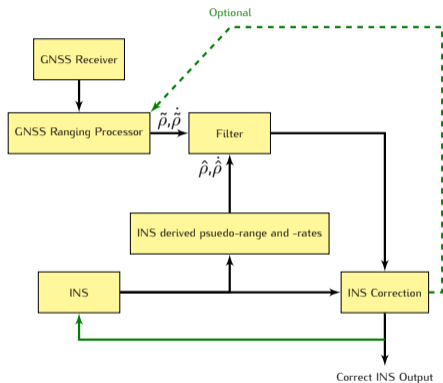 Optional
GNSS Receiver
GNSS Ranging Processor
ρ̃,ρ̃̇
Filter
ρ̂,ρ̂̇
INS derived psuedo-range and -rates
INS
INS Correction
Correct INS Output